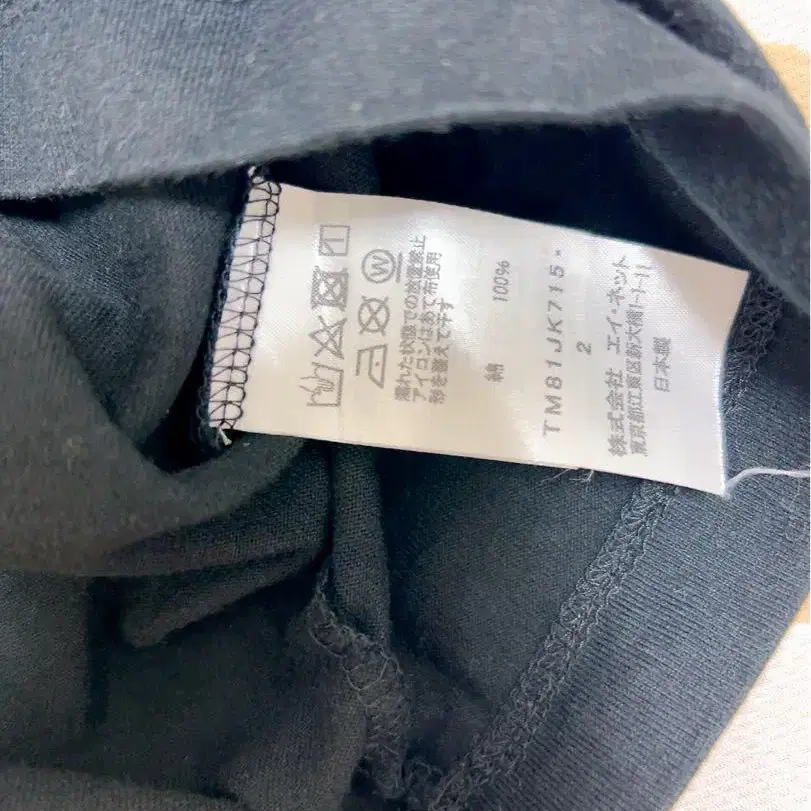 W
濡れた状態での放置禁止
アイロンはあて布使用
形を整えて干す
綿 100%
TM81JK715*
2
株式会社 エイ・ネット
東京都江東区新大橋1-1-11
日本製